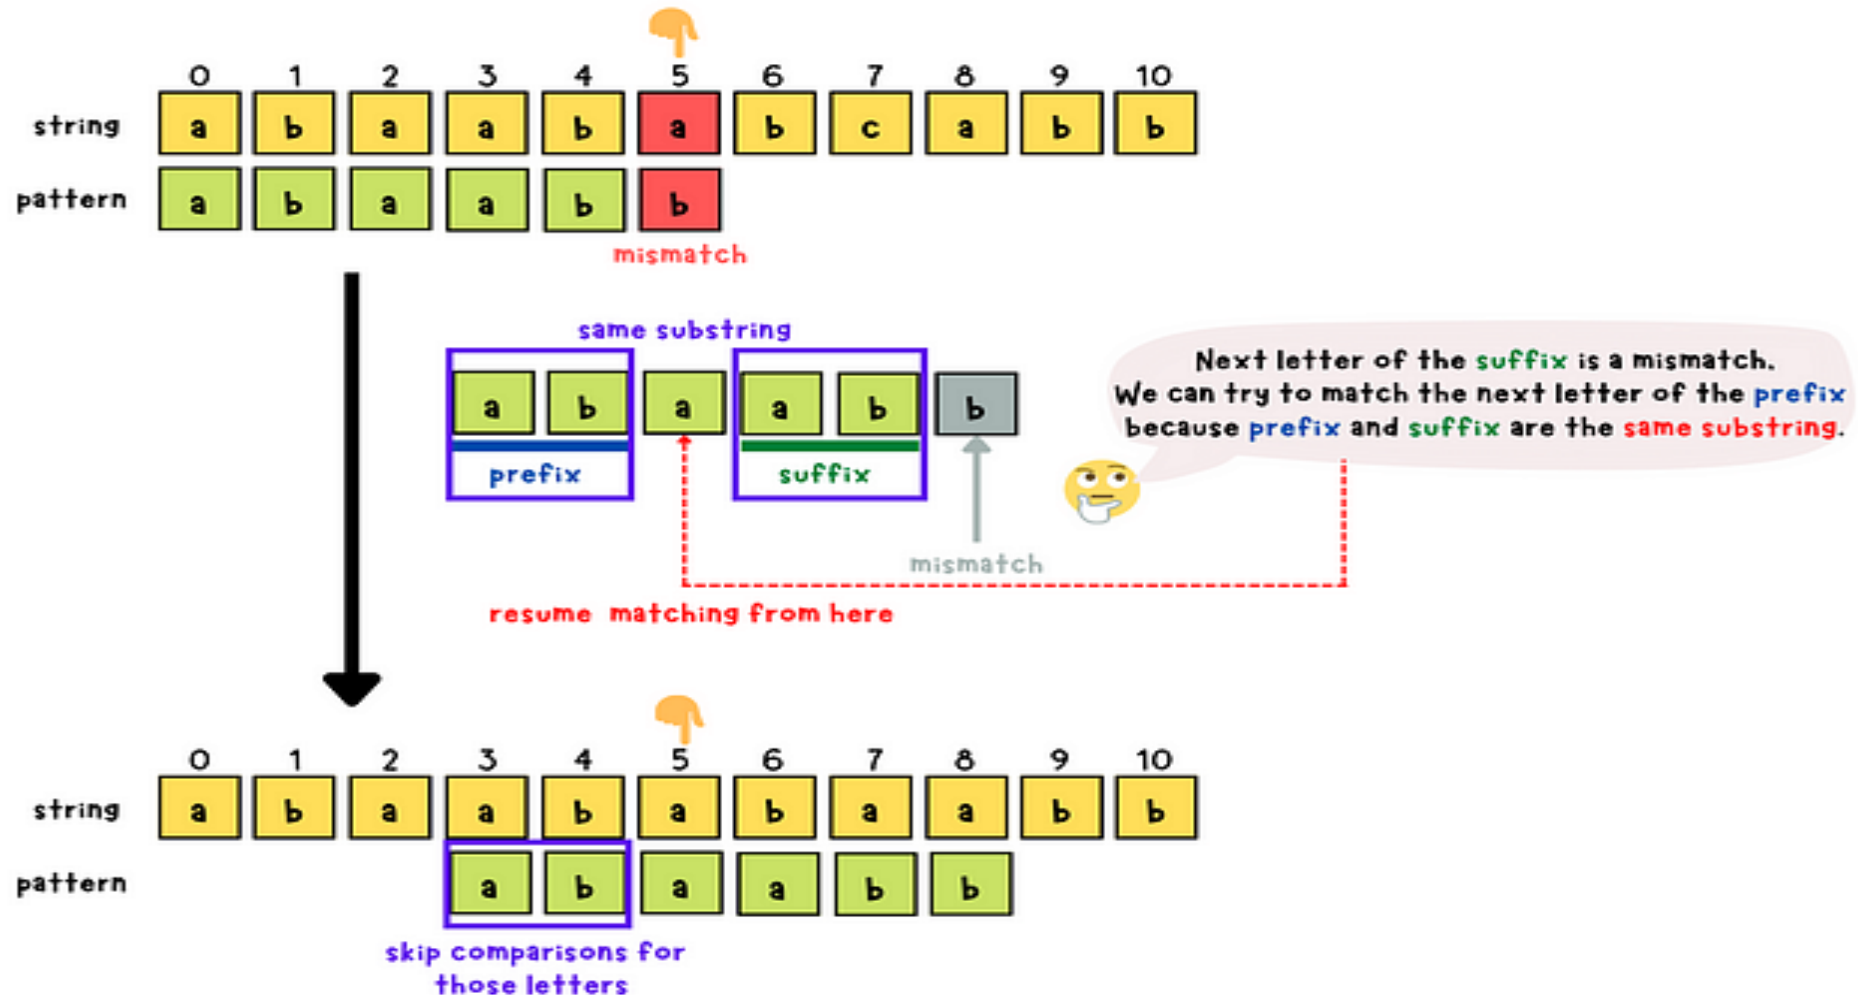 0 1 2 3 4 5 6 7 8 9 10
string a b a a b a b c a b b
pattern a b a a b b
mismatch
same substring
a b a a b b
prefix suffix
mismatch
Next letter of the suffix is a mismatch.
We can try to match the next letter of the prefix
because prefix and suffix are the same substring.
resume matching from here
0 1 2 3 4 5 6 7 8 9 10
string a b a a b a b a a b b
pattern a b a a b b
skip comparisons for
those letters